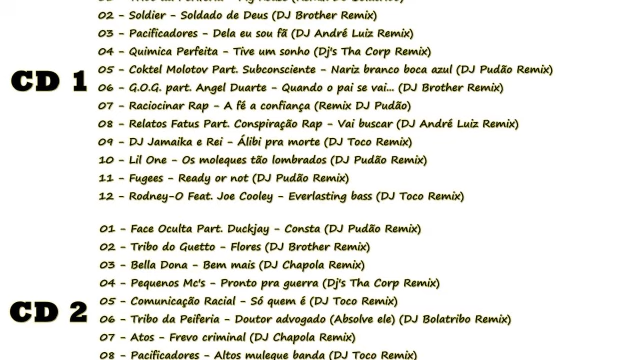 02 - Soldier - Soldado de Deus (DJ Brother Remix)
03 - Pacificadores - Dela eu sou fã (DJ André Luiz Remix)
04 - Quimica Perfeita - Tive um sonho (Dj's Tha Corp Remix)
05 - Coktel Molotov Part. Subconsciente - Nariz branco boca azul (DJ Pudão Remix)
CD 1
06 - G.O.G. part. Angel Duarte - Quando o pai se vai... (DJ Brother Remix)
07 - Raciocinar Rap - A fé a confiança (Remix DJ Pudão)
08 - Relatos Fatus Part. Conspiração Rap - Vai buscar (DJ André Luiz Remix)
09 - DJ Jamaika e Rei - Álibi pra morte (DJ Toco Remix)
10 - Lil One - Os moleques tão lombrados (DJ Pudão Remix)
11 - Fugees - Ready or not (DJ Pudão Remix)
12 - Rodney-O Feat. Joe Cooley - Everlasting bass (DJ Toco Remix)
01 - Face Oculta Part. Duckjay - Consta (DJ Pudão Remix)
02 - Tribo do Guetto - Flores (DJ Brother Remix)
03 - Bella Dona - Bem mais (DJ Chapola Remix)
04 - Pequenos Mc's - Pronto pra guerra (Dj's Tha Corp Remix)
05 - Comunicação Racial - Só quem é (DJ Toco Remix)
CD 2
06 - Tribo da Peiferia - Doutor advogado (Absolve ele) (DJ Bolatribo Remix)
07 - Atos - Frevo criminal (DJ Chapola Remix)
08 - Pacificadores - Altos muleque banda (DJ Toco Remix)